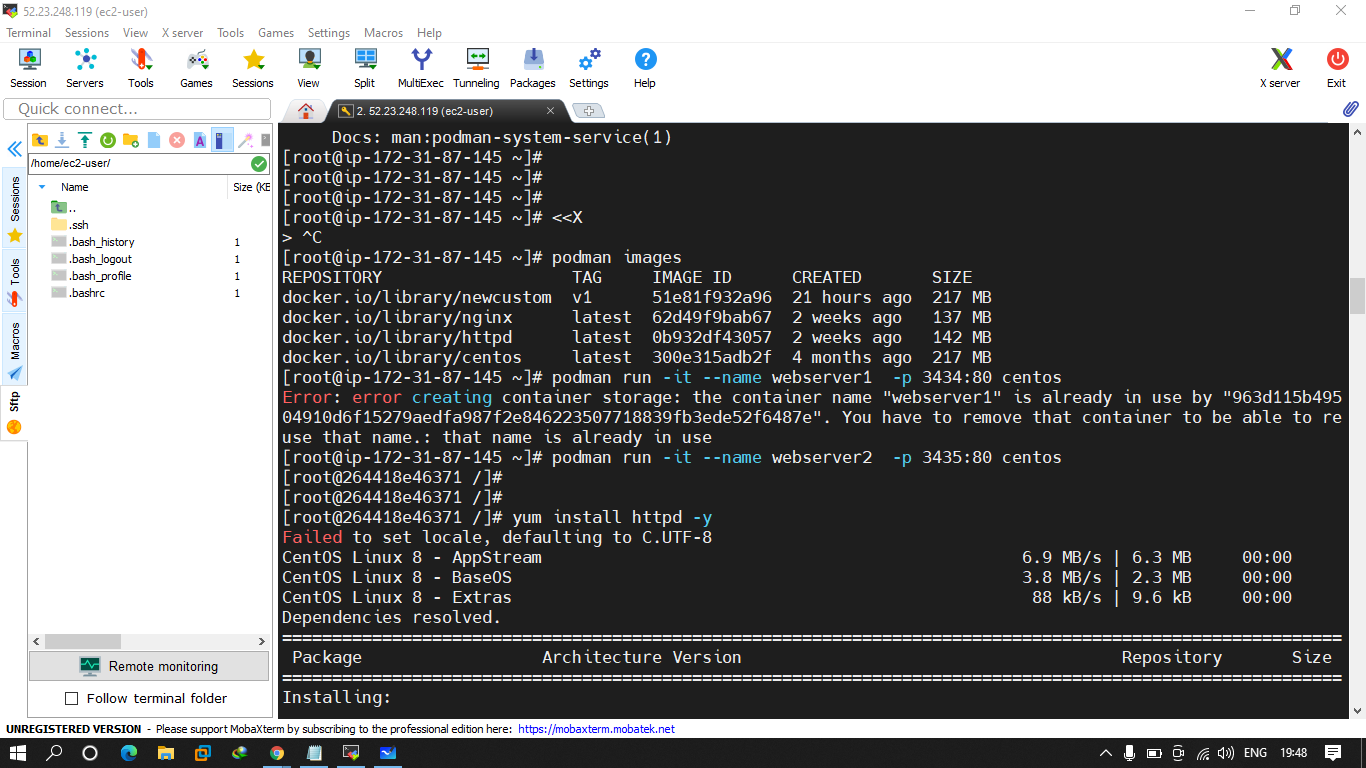 52.23.248.119 (ec2-user)
Terminal Sessions View X server Tools Games Settings Macros Help
Session Servers Tools Games Sessions View Split MultiExec Tunneling Packages Settings Help X server Exit
Quick connect...
2. 52.23.248.119 (ec2-user)
/home/ec2-user/
Name Size (KB
..
.ssh
.bash_history 1
.bash_logout 1
.bash_profile 1
.bashrc 1
Sessions
Tools
Macros
Sftp
Remote monitoring
Follow terminal folder
Docs: man:podman-system-service(1)
[root@ip-172-31-87-145 ~]#
[root@ip-172-31-87-145 ~]#
[root@ip-172-31-87-145 ~]#
[root@ip-172-31-87-145 ~]# <<X
> ^C
[root@ip-172-31-87-145 ~]# podman images
REPOSITORY TAG IMAGE ID CREATED SIZE
docker.io/library/newcustom v1 51e81f932a96 21 hours ago 217 MB
docker.io/library/nginx latest 62d49f9bab67 2 weeks ago 137 MB
docker.io/library/httpd latest 0b932df43057 2 weeks ago 142 MB
docker.io/library/centos latest 300e315adb2f 4 months ago 217 MB
[root@ip-172-31-87-145 ~]# podman run -it --name webserver1 -p 3434:80 centos
Error: error creating container storage: the container name "webserver1" is already in use by "963d115b495
04910d6f15279aedfa987f2e846223507718839fb3ede52f6487e". You have to remove that container to be able to re
use that name.: that name is already in use
[root@ip-172-31-87-145 ~]# podman run -it --name webserver2 -p 3435:80 centos
[root@264418e46371 /]#
[root@264418e46371 /]#
[root@264418e46371 /]# yum install httpd -y
Failed to set locale, defaulting to C.UTF-8
CentOS Linux 8 - AppStream 6.9 MB/s | 6.3 MB 00:00
CentOS Linux 8 - BaseOS 3.8 MB/s | 2.3 MB 00:00
CentOS Linux 8 - Extras 88 kB/s | 9.6 kB 00:00
Dependencies resolved.
==========================================================================================================
Package Architecture Version Repository Size
==========================================================================================================
Installing:
UNREGISTERED VERSION - Please support MobaXterm by subscribing to the professional edition here: https://mobaxterm.mobatek.net
ENG 19:48